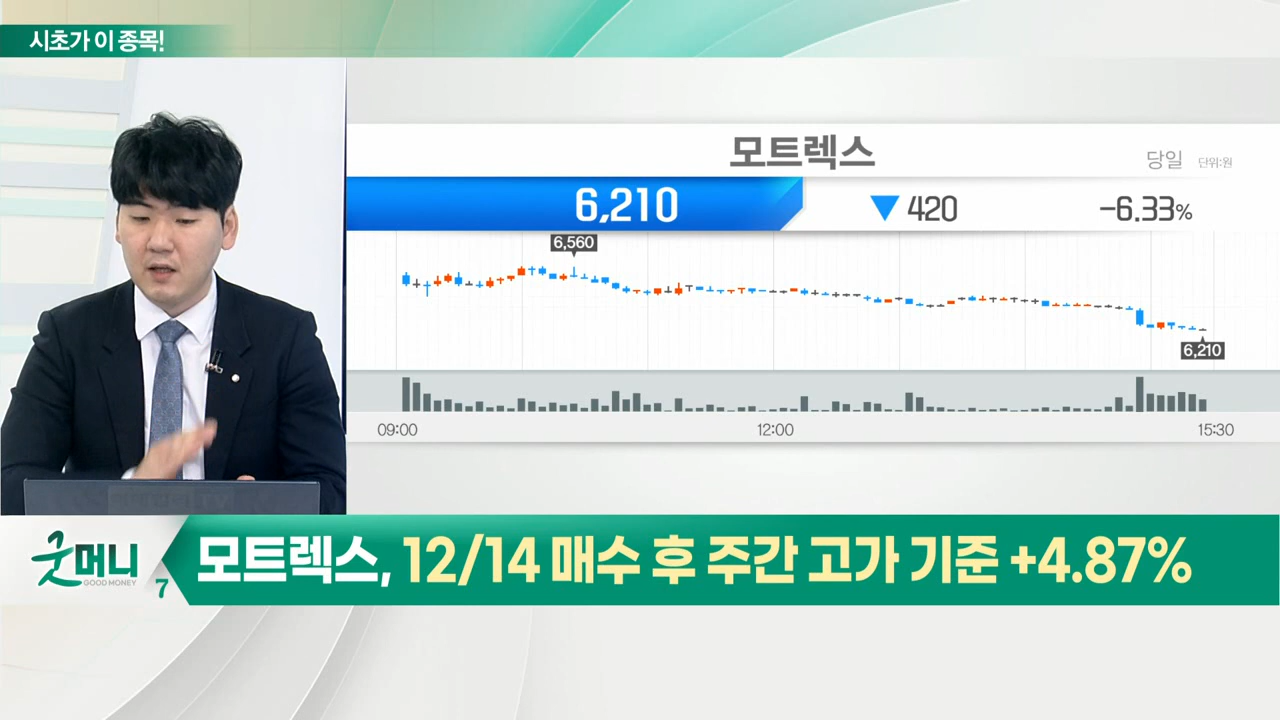 시초가 이 종목!
모트렉스
당일 단위:원
6,210 ▼420 -6.33%
6,560
6,210
09:00 12:00 15:30
굿머니 GOOD MONEY 7
모트렉스, 12/14 매수 후 주간 고가 기준 +4.87%